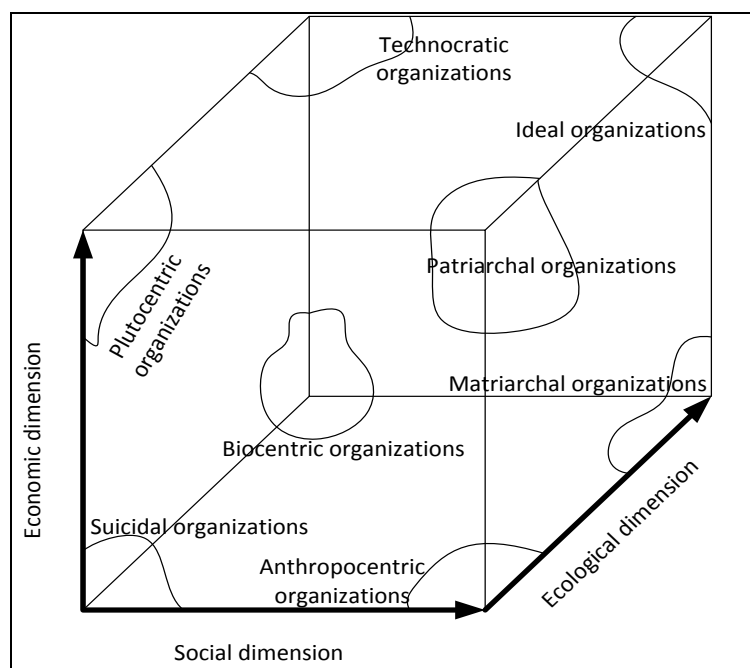 Technocratic
organizations
Ideal organizations
Patriarchal organizations
Plutocentric
organizations
Matriarchal organizations
Economic dimension
Biocentric organizations
Ecological dimension
Suicidal organizations
Anthropocentric
organizations
Social dimension